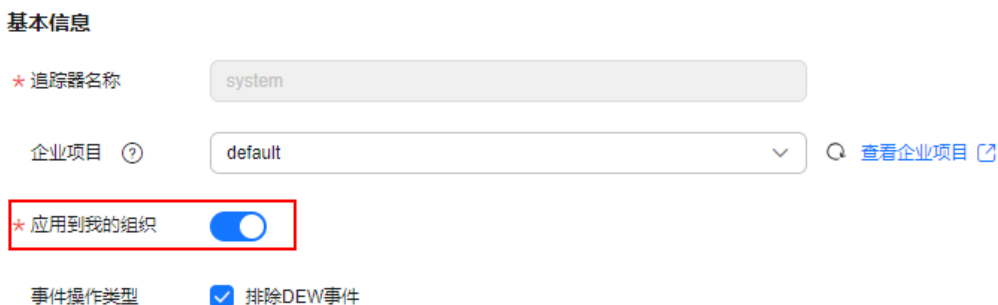 基本信息
* 追踪器名称 system
企业项目 ? default 查看企业项目
* 应用到我的组织
事件操作类型 排除DEW事件